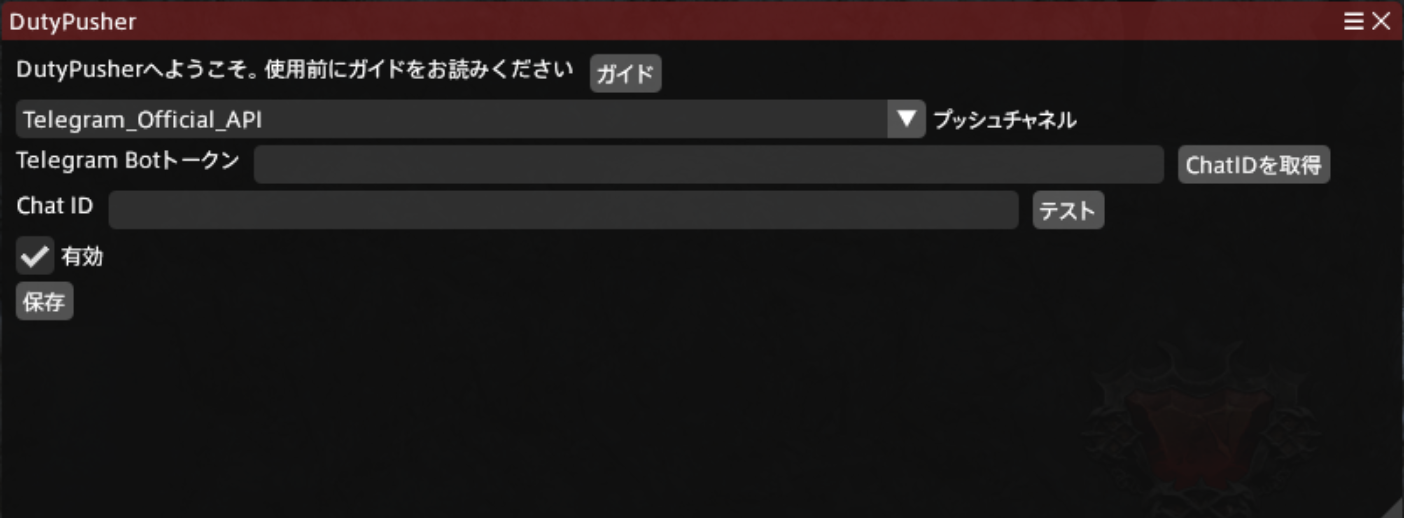 DutyPusher
DutyPusherへようこそ。使用前にガイドをお読みください ガイド
Telegram_Official_API プッシュチャネル
Telegram Botトークン ChatIDを取得
Chat ID テスト
有効
保存